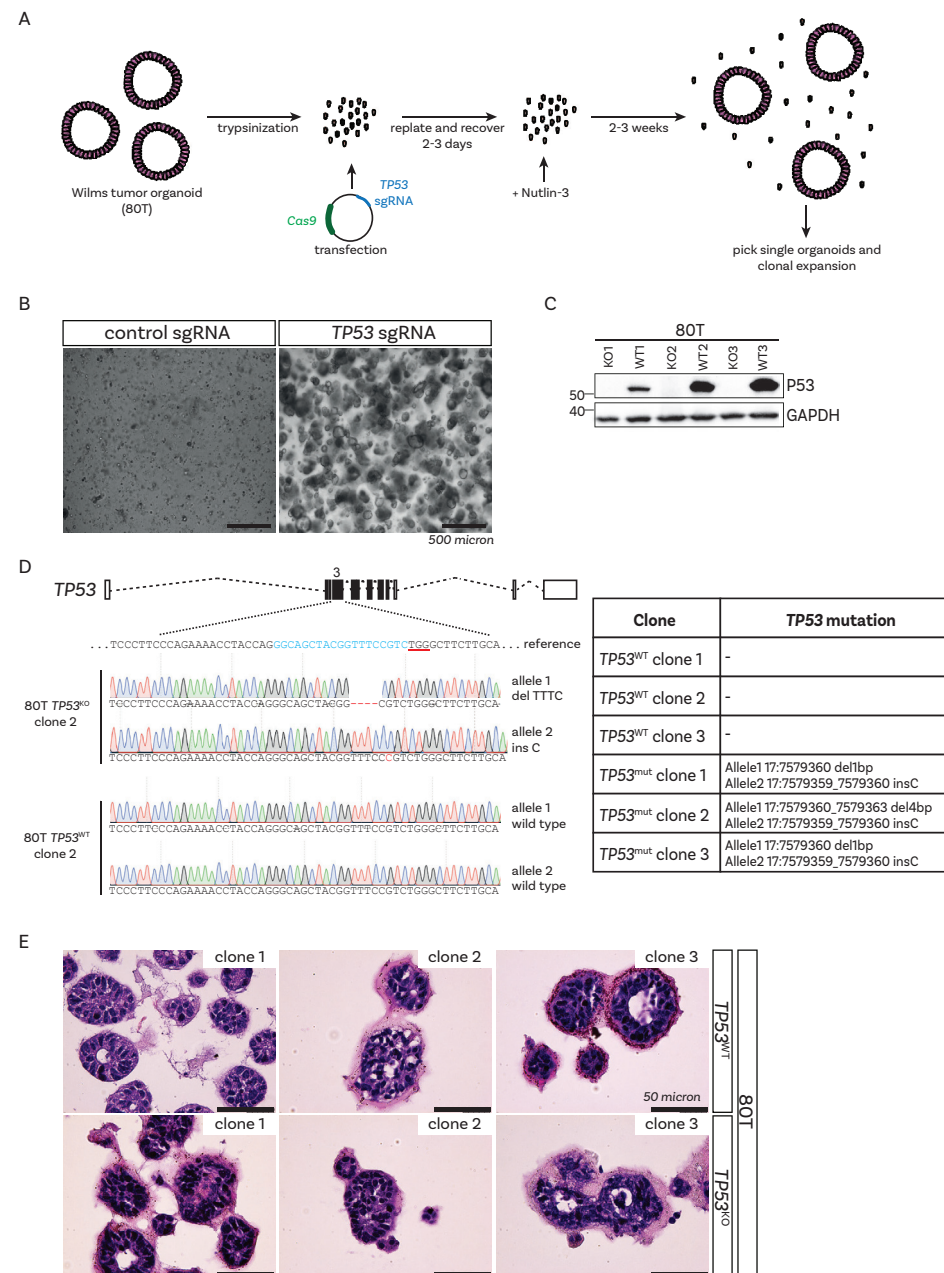 A
trypsinization
replate and recover
2-3 days
2-3 weeks
Wilms tumor organoid
(80T)
Cas9
TP53
sgRNA
transfection
+ Nutlin-3
pick single organoids and
clonal expansion
B
control sgRNA
TP53 sgRNA
500 micron
C
80T
KO1
WT1
KO2
WT2
KO3
WT3
50
P53
40
GAPDH
D
TP53
3
...TCCCTTCCCAGAAAACCTACCAGGGCAGCTACGGTTTCCGTCTGGGCTTCTTGCA... reference
80T TP53KO
clone 2
allele 1
del TTTC
TCCCTTCCCAGAAAACCTACCAGGGCAGCTACGG----CGTCTGGGCTTCTTGCA
allele 2
ins C
TCCCTTCCCAGAAAACCTACCAGGGCAGCTACGGTTTCCCGTCTGGGCTTCTTGCA
80T TP53WT
clone 2
allele 1
wild type
TCCCTTCCCAGAAAACCTACCAGGGCAGCTACGGTTTCCGTCTGGGCTTCTTGCA
allele 2
wild type
TCCCTTCCCAGAAAACCTACCAGGGCAGCTACGGTTTCCGTCTGGGCTTCTTGCA
Clone TP53 mutation
TP53WT clone 1 -
TP53WT clone 2 -
TP53WT clone 3 -
TP53mut clone 1 Allele1 17:7579360 del1bp
Allele2 17:7579359_7579360 insC
TP53mut clone 2 Allele1 17:7579360_7579363 del4bp
Allele2 17:7579359_7579360 insC
TP53mut clone 3 Allele1 17:7579360 del1bp
Allele2 17:7579359_7579360 insC
E
clone 1
clone 2
clone 3
50 micron
TP53WT
clone 1
clone 2
clone 3
TP53KO
80T